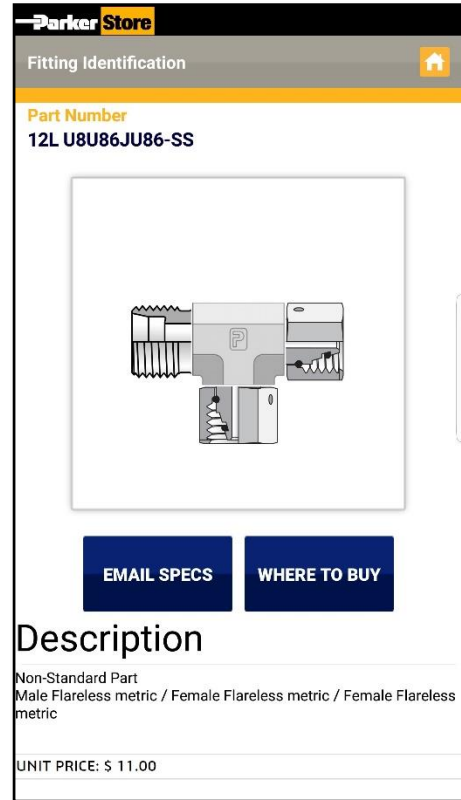 Parker Store
Fitting Identification
Part Number
12L U8U86JU86-SS
P
EMAIL SPECS
WHERE TO BUY
Description
Non-Standard Part
Male Flareless metric / Female Flareless metric / Female Flareless
metric
UNIT PRICE: $ 11.00